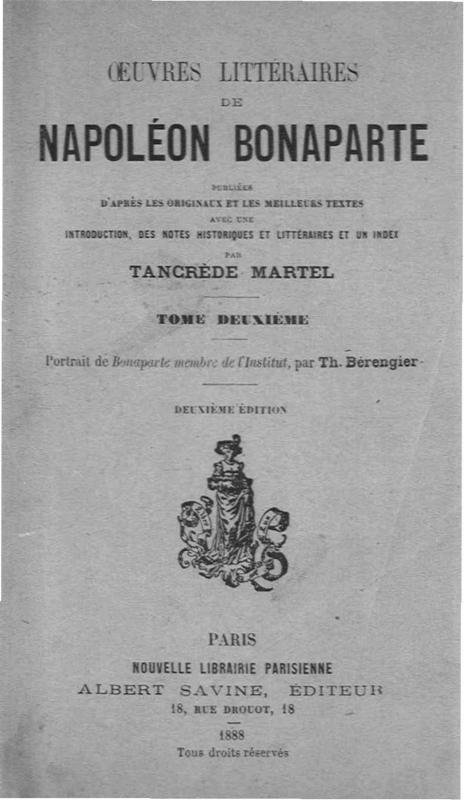 ŒUVRES LITTÉRAIRES
DE
NAPOLÉON BONAPARTE
PUBLIÉES
D'APRÈS LES ORIGINAUX ET LES MEILLEURS TEXTES
AVEC UNE
INTRODUCTION, DES NOTES HISTORIQUES ET LITTÉRAIRES ET UN INDEX
PAR
TANCRÈDE MARTEL
TOME DEUXIÈME
Portrait de Bonaparte membre de l'Institut, par Th. Bérengier
DEUXIÈME ÉDITION
PARIS
NOUVELLE LIBRAIRIE PARISIENNE
ALBERT SAVINE, ÉDITEUR
18, RUE DROUOT, 18
1888
Tous droits réservés